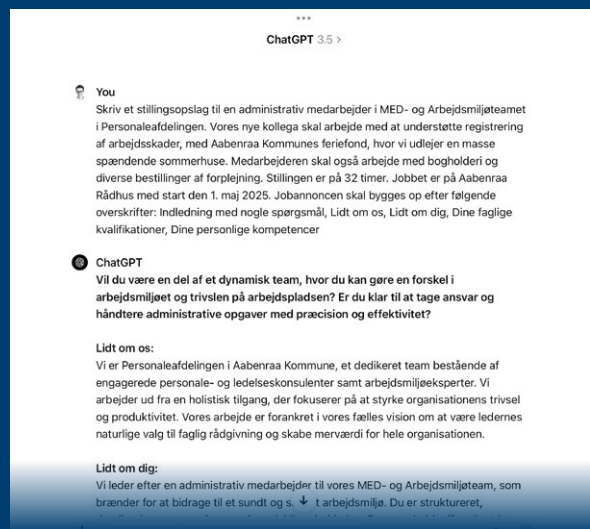 ChatGPT 3.5 >
You
Skriv et stillingsopslag til en administrativ medarbejder i MED- og Arbejdsmiljøteamet
i Personaleafdelingen. Vores nye kollega skal arbejde med at understøtte registrering
af arbejdsskader, med Aabenraa Kommunes feriefond, hvor vi udlejer en masse
spændende sommerhuse. Medarbejderen skal også arbejde med bogholderi og
diverse bestillinger af forplejning. Stillingen er på 32 timer. Jobbet er på Aabenraa
Rådhus med start den 1. maj 2025. Jobannoncen skal bygges op efter følgende
overskrifter: Indledning med nogle spørgsmål, Lidt om os, Lidt om dig, Dine faglige
kvalifikationer, Dine personlige kompetencer
ChatGPT
Vil du være en del af et dynamisk team, hvor du kan gøre en forskel i
arbejdsmiljøet og trivslen på arbejdspladsen? Er du klar til at tage ansvar og
håndtere administrative opgaver med præcision og effektivitet?
Lidt om os:
Vi er Personaleafdelingen i Aabenraa Kommune, et dedikeret team bestående af
engagerede personale- og ledelseskonsulenter samt arbejdsmiljøeksperter. Vi
arbejder ud fra en holistisk tilgang, der fokuserer på at styrke organisationens trivsel
og produktivitet. Vores arbejde er forankret i vores fælles vision om at være ledernes
naturlige valg til faglig rådgivning og skabe merværdi for hele organisationen.
Lidt om dig:
Vi leder efter en administrativ medarbejder til vores MED- og Arbejdsmiljøteam, som
brænder for at bidrage til et sundt og s t arbejdsmiljø. Du er struktureret,